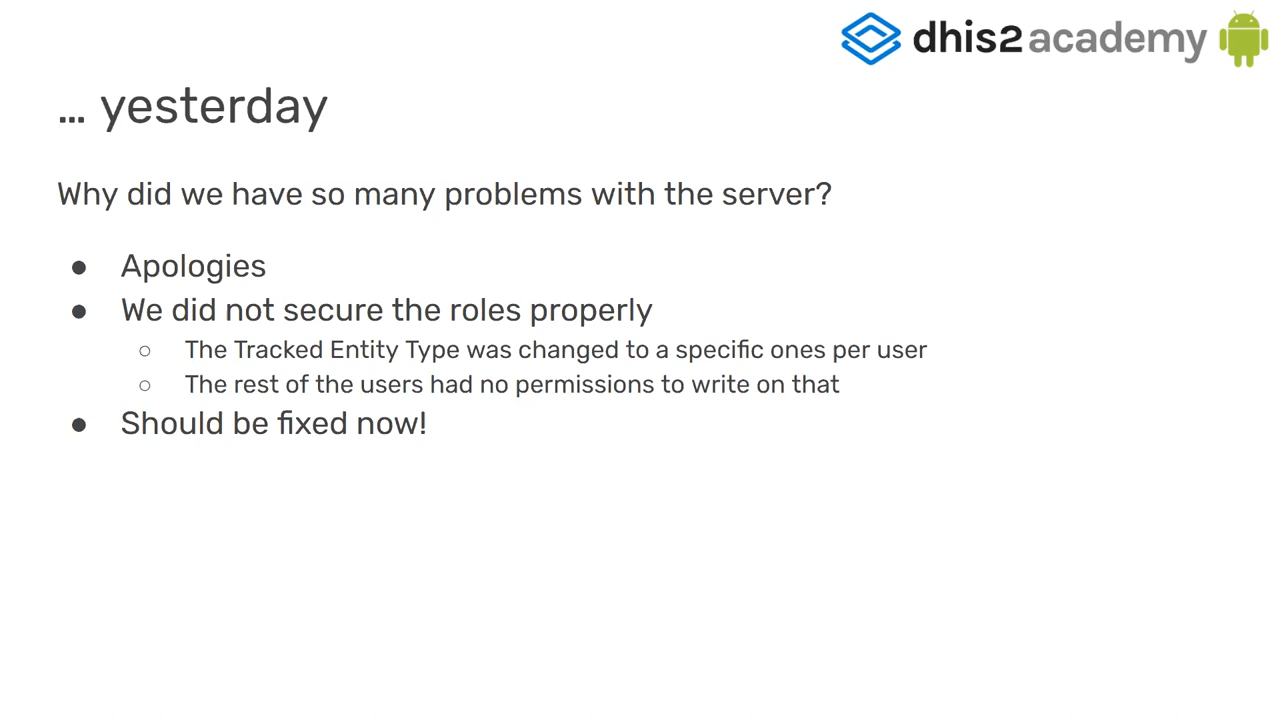 dhis2 academy
… yesterday
Why did we have so many problems with the server?
● Apologies
● We did not secure the roles properly
○ The Tracked Entity Type was changed to a specific ones per user
○ The rest of the users had no permissions to write on that
● Should be fixed now!